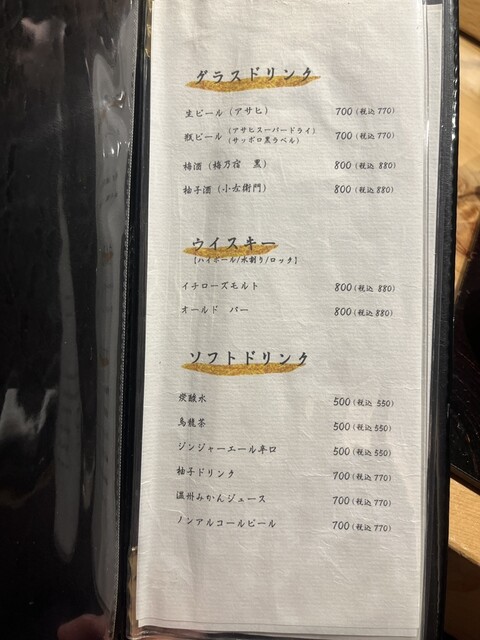 グラスドリンク
生ビール（アサヒ） 700（税込 770）
瓶ビール（アサヒスーパードライ）（サッポロ黒ラベル） 700（税込 770）
梅酒（梅乃宿 黒） 800（税込 880）
柚子酒（小左衛門） 800（税込 880）
ウイスキー
【ハイボール/水割り/ロック】
イチローズモルト 800（税込 880）
オールド パー 800（税込 880）
ソフトドリンク
炭酸水 500（税込 550）
烏龍茶 500（税込 550）
ジンジャーエール辛口 500（税込 550）
柚子ドリンク 700（税込 770）
温州みかんジュース 700（税込 770）
ノンアルコールビール 700（税込 770）